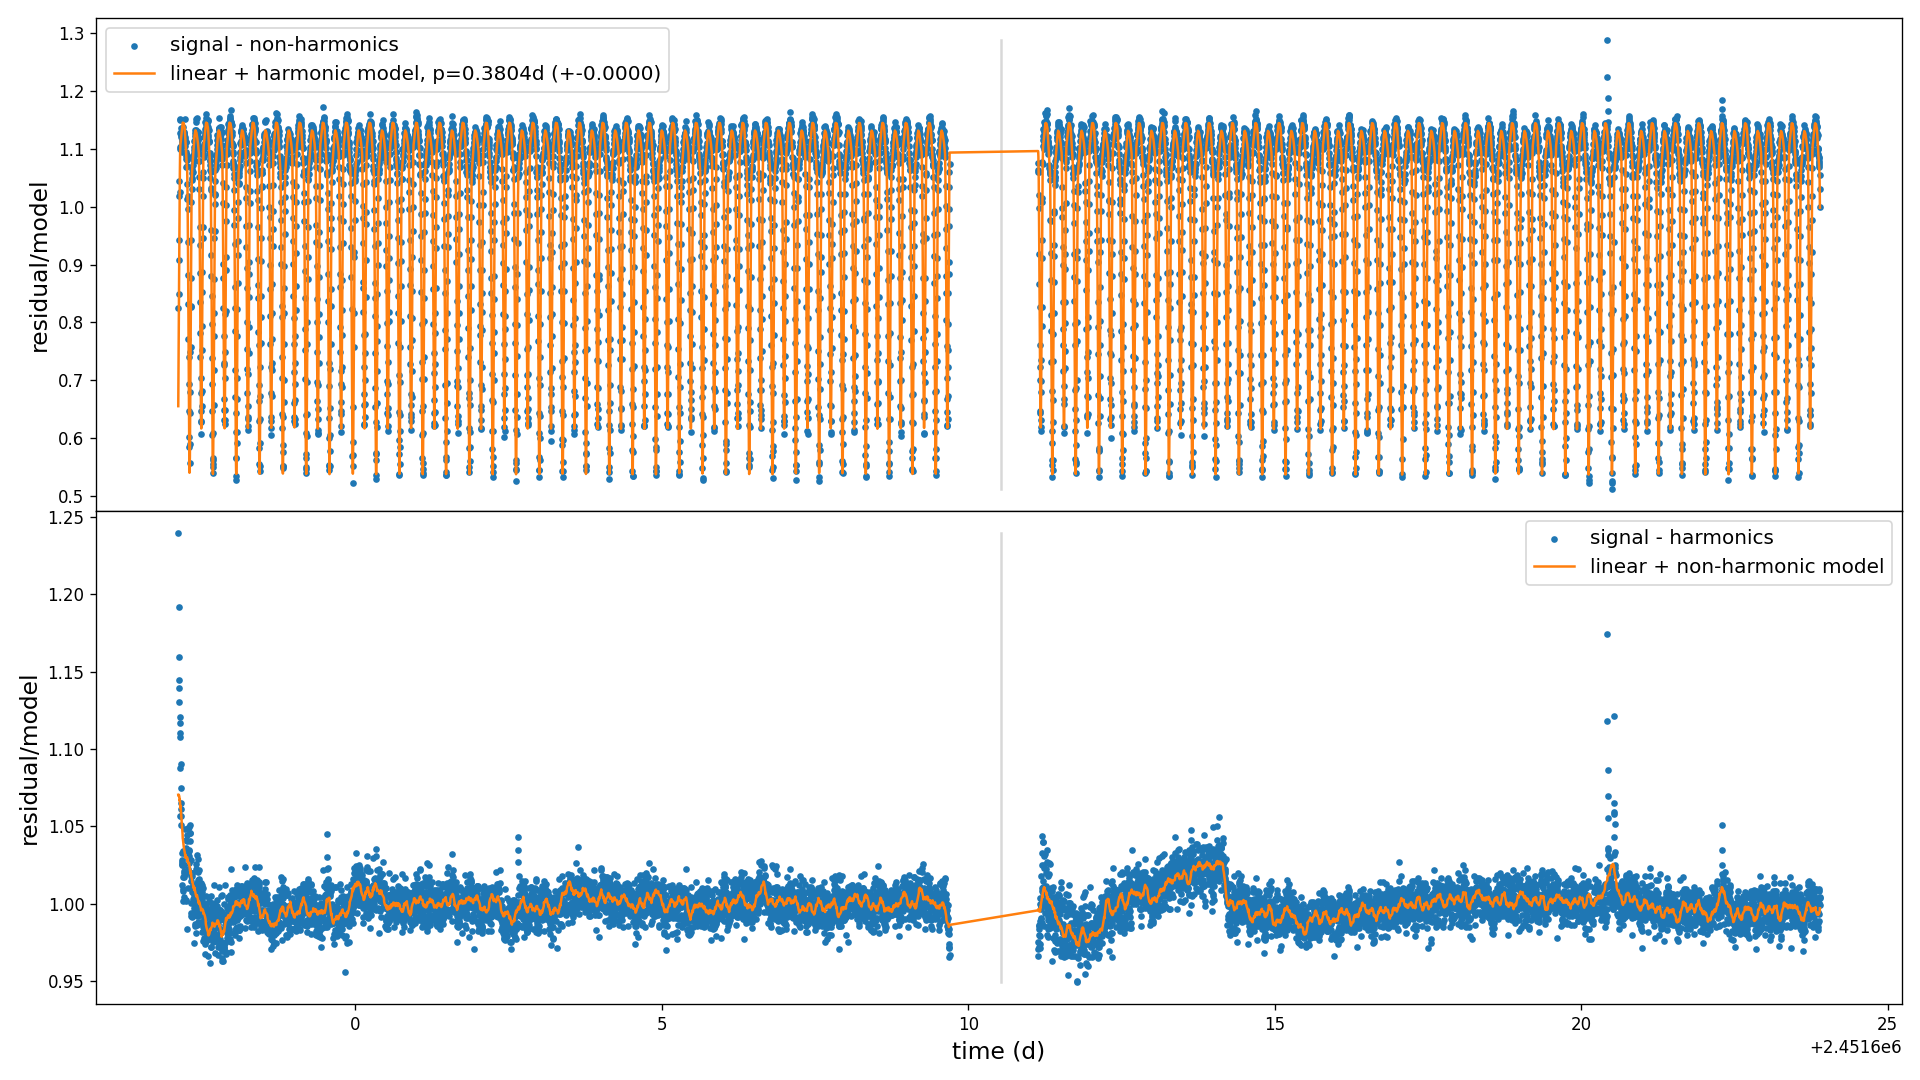 1.3
1.2
1.1
1.0
0.9
0.8
0.7
0.6
0.5
residual/model
signal - non-harmonics
linear + harmonic model, p=0.3804d (+-0.0000)
1.25
1.20
1.15
1.10
1.05
1.00
0.95
residual/model
signal - harmonics
linear + non-harmonic model
0
5
10
15
20
25
time (d)
+2.4516e6